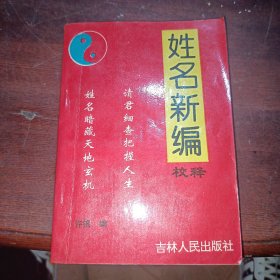 姓名新编
校释
请君细查把握人生
姓名暗藏天地玄机
编
吉林人民出版社